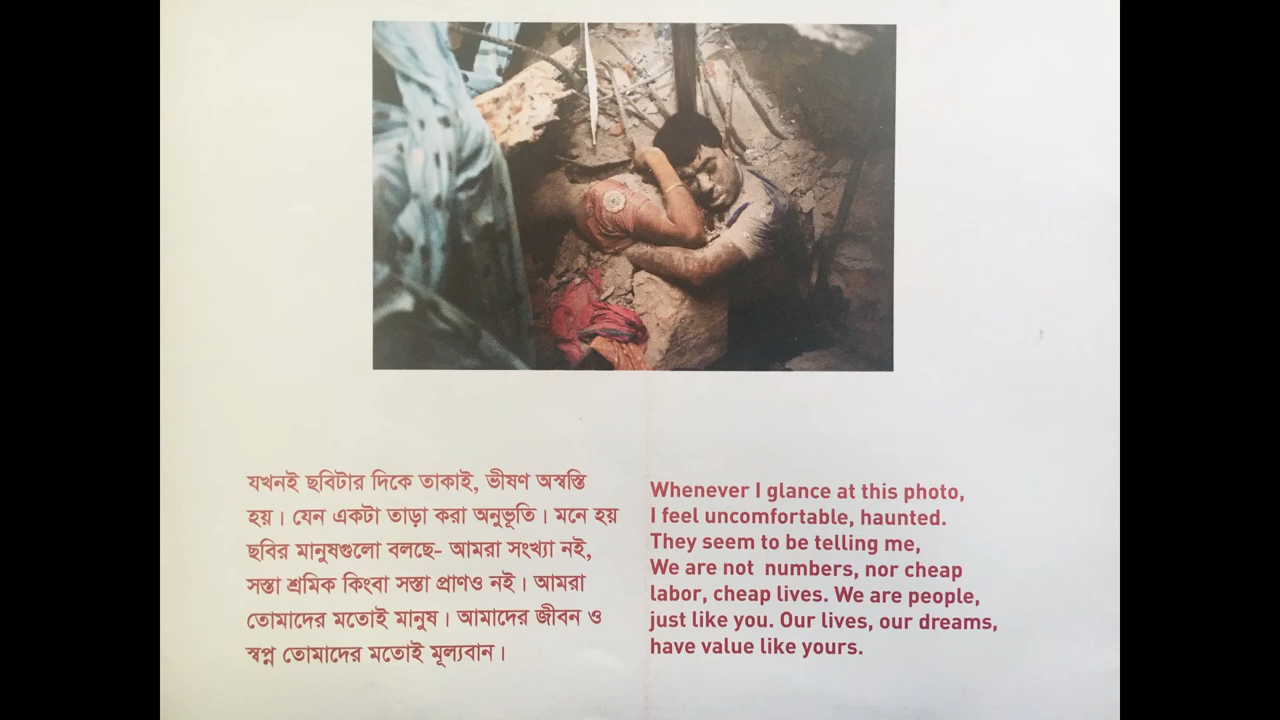 যখনই ছবিটার দিকে তাকাই, ভীষণ অস্বস্তি
হয়। যেন একটা তাড়া করা অনুভূতি। মনে হয়
ছবির মানুষগুলো বলছে- আমরা সংখ্যা নই,
সস্তা শ্রমিক কিংবা সস্তা প্রাণও নই। আমরা
তোমাদের মতোই মানুষ। আমাদের জীবন ও
স্বপ্ন তোমাদের মতোই মূল্যবান।
Whenever I glance at this photo,
I feel uncomfortable, haunted.
They seem to be telling me,
We are not numbers, nor cheap
labor, cheap lives. We are people,
just like you. Our lives, our dreams,
have value like yours.